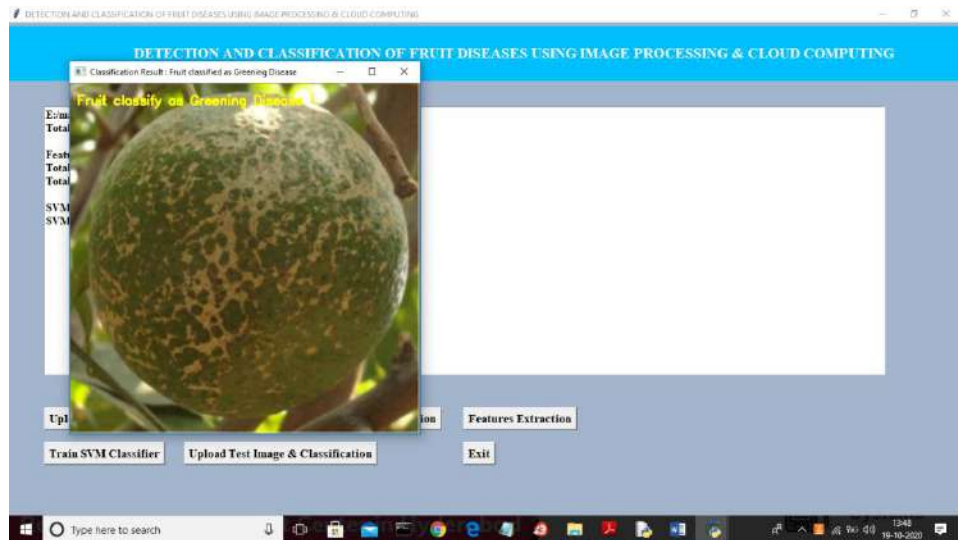 DETECTION AND CLASSIFICATION OF FRUIT DISEASES USING IMAGE PROCESSING & CLOUD COMPUTING
DETECTION AND CLASSIFICATION OF FRUIT DISEASES USING IMAGE PROCESSING & CLOUD COMPUTING
Classification Result : Fruit classified as Greening Disease
Fruit classify as Greening Disease
E:/m
Total
Featu
Total
Total
SVM
SVM
Upl
ion
Features Extraction
Train SVM Classifier
Upload Test Image & Classification
Exit
Type here to search
13:48
19-10-2020